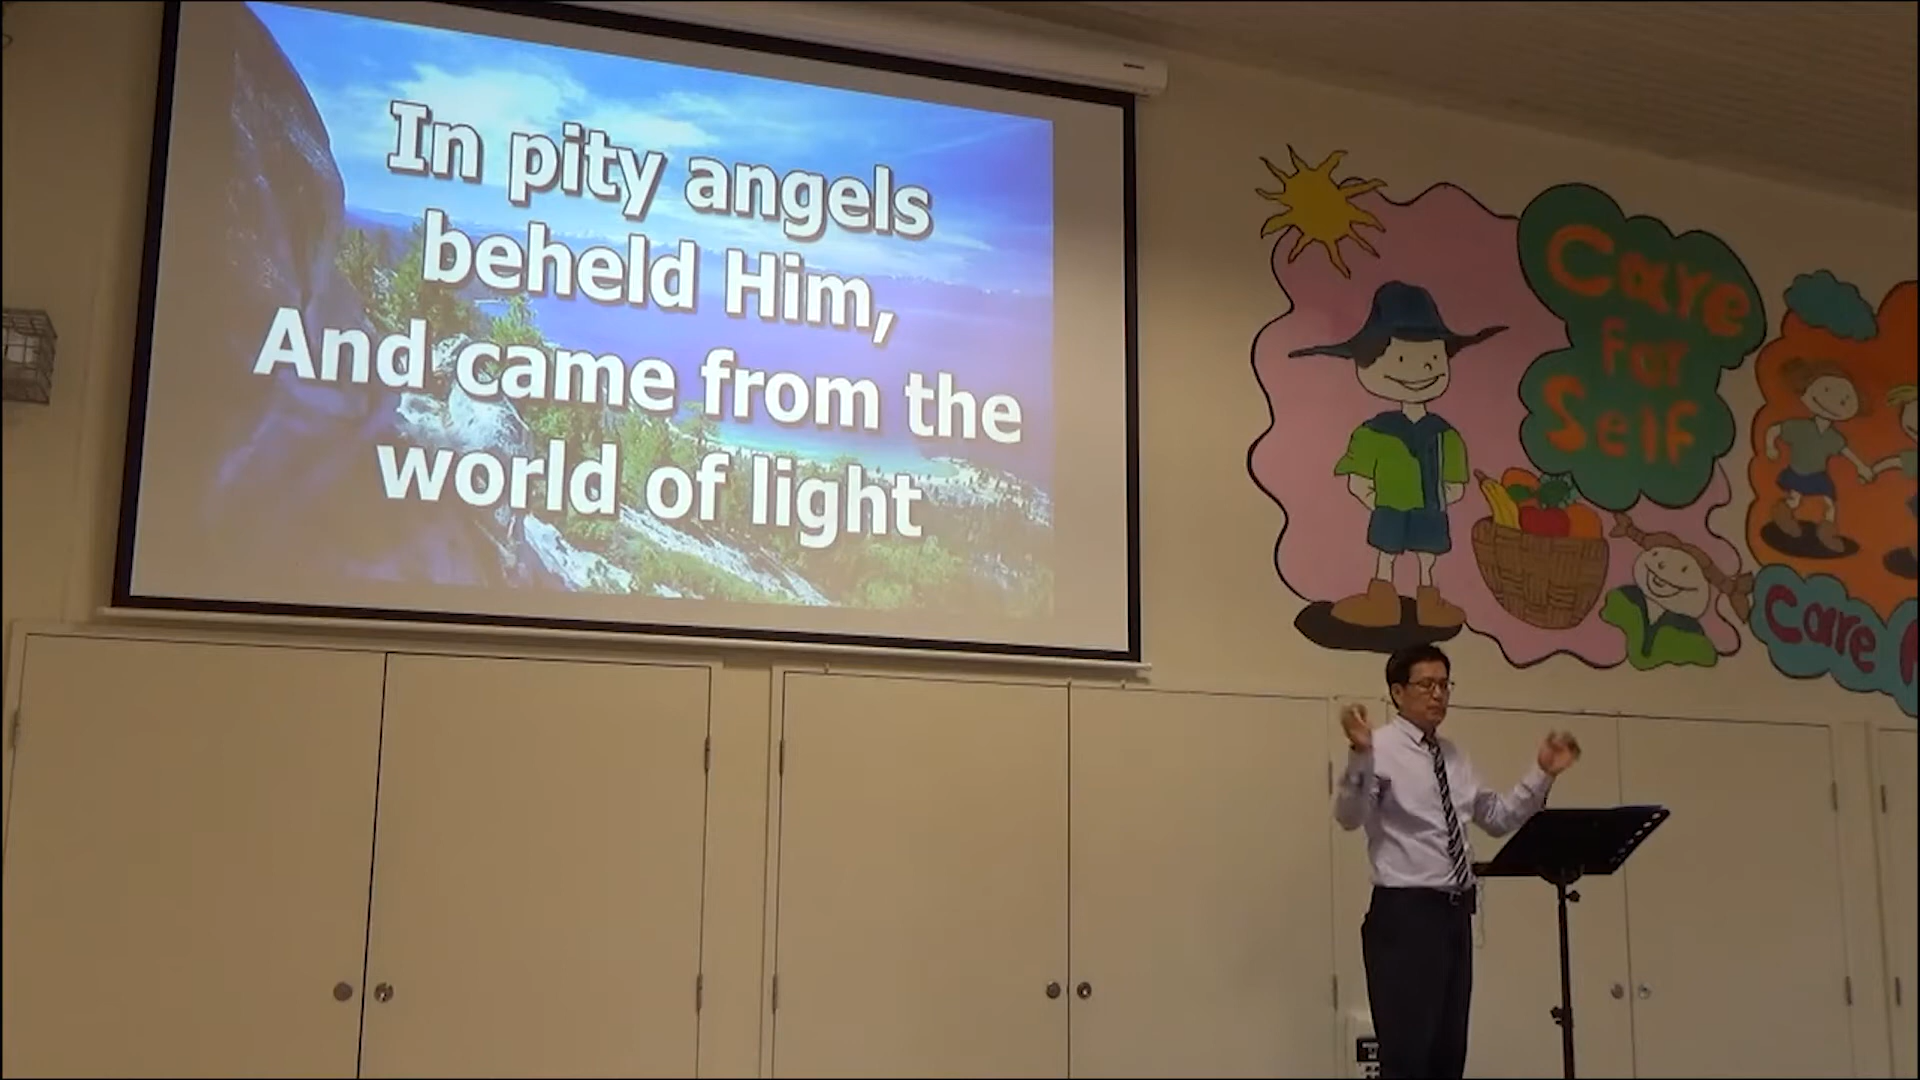 In pity angels
beheld Him,
And came from the
world of light
Care
for
Self
Care